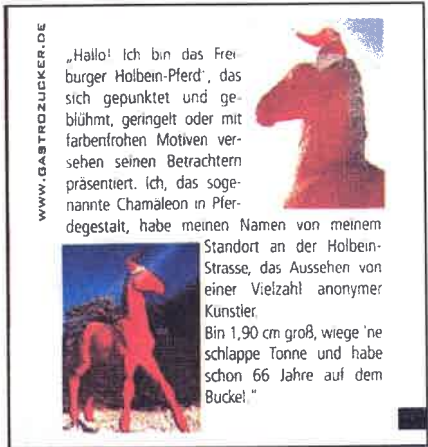 WWW.GASTROZUCKER.DE
„Hallo! Ich bin das Frei-
burger Holbein-Pferd', das
sich gepunktet und ge-
blühmt, geringelt oder mit
farbenfrohen Motiven ver-
sehen seinen Betrachtern
präsentiert. Ich, das soge-
nannte Chamäleon in Pfer-
degestalt, habe meinen Namen von meinem
Standort an der Holbein-
Strasse, das Aussehen von
einer Vielzahl anonymer
Künstler.
Bin 1,90 cm groß, wiege 'ne
schlappe Tonne und habe
schon 66 Jahre auf dem
Buckel."